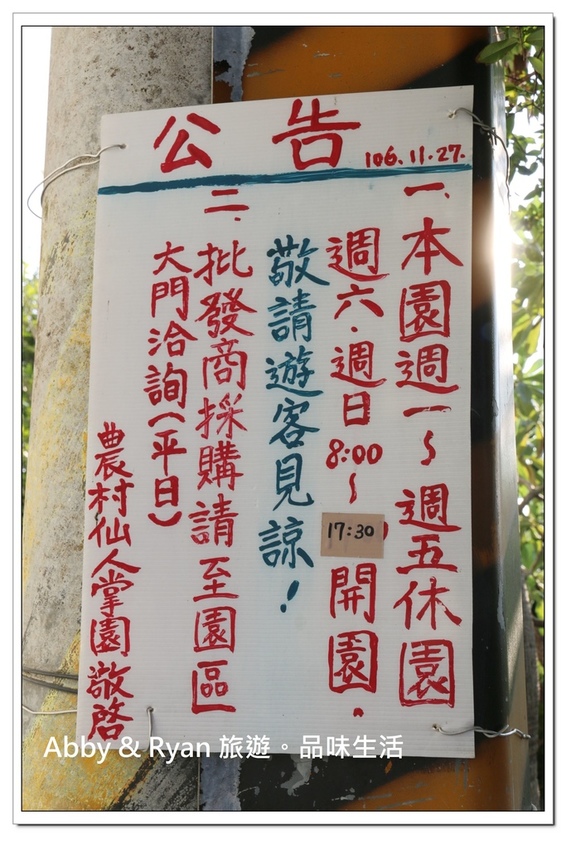 公告
106.11.27.
一、本園週一~週五休園
週六．週日8:00~17:30開園。
敬請遊客見諒！
二、批發商採購請至園區
大門洽詢(平日)
農村仙人掌園敬啓
Abby & Ryan 旅遊。品味生活